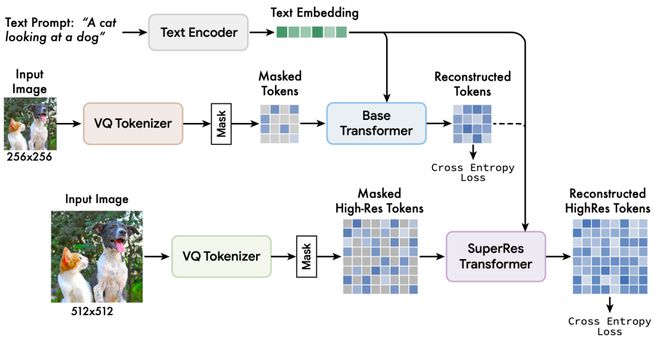 Text Prompt: "A cat
looking at a dog"
Text Encoder
Text Embedding
Input
Image
256x256
VQ Tokenizer
Mask
Masked
Tokens
Base
Transformer
Reconstructed
Tokens
Cross Entropy
Loss
Input Image
512x512
VQ Tokenizer
Mask
Masked
High-Res Tokens
SuperRes
Transformer
Reconstructed
HighRes Tokens
Cross Entropy
Loss